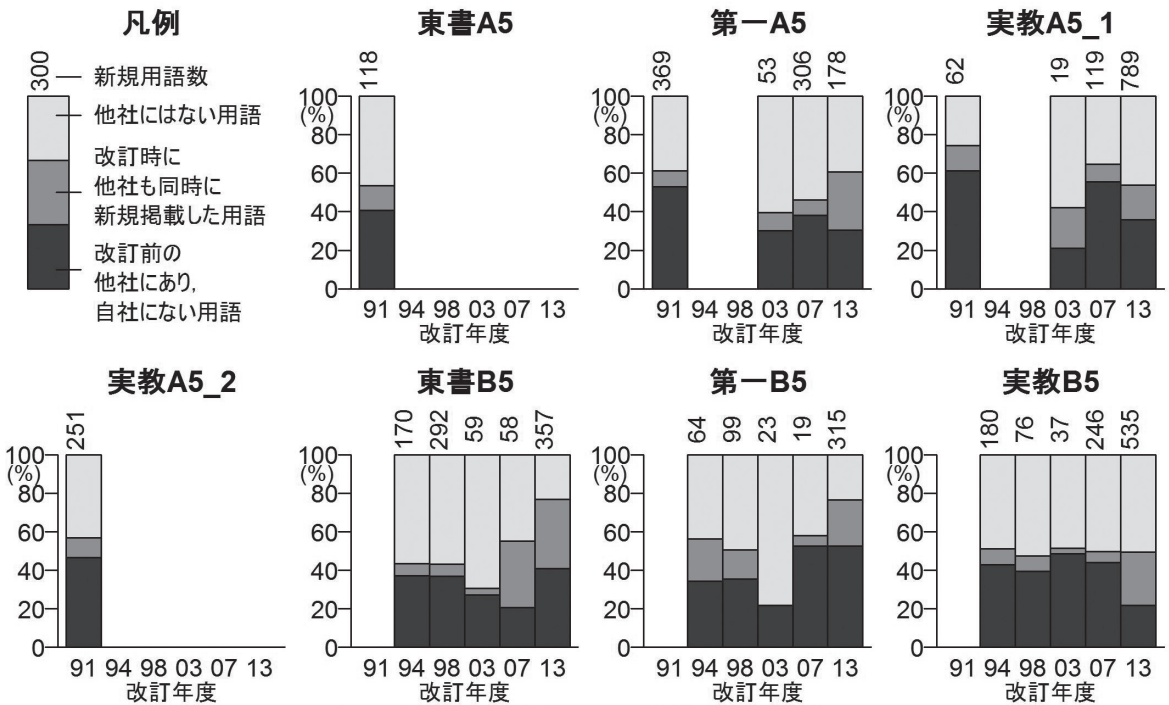 凡例
300
新規用語数
他社にはない用語
改訂時に
他社も同時に
新規掲載した用語
改訂前の
他社にあり,
自社にない用語
東書A5
118
100
(%)
80
60
40
20
0
91 94 98 03 07 13
改訂年度
第一A5
369 53 306 178
100
(%)
80
60
40
20
0
91 94 98 03 07 13
改訂年度
実教A5_1
62 19 119 789
100
(%)
80
60
40
20
0
91 94 98 03 07 13
改訂年度
実教A5_2
251
100
(%)
80
60
40
20
0
91 94 98 03 07 13
改訂年度
東書B5
170 292 59 58 357
100
(%)
80
60
40
20
0
91 94 98 03 07 13
改訂年度
第一B5
64 99 23 19 315
100
(%)
80
60
40
20
0
91 94 98 03 07 13
改訂年度
実教B5
180 76 37 246 535
100
(%)
80
60
40
20
0
91 94 98 03 07 13
改訂年度